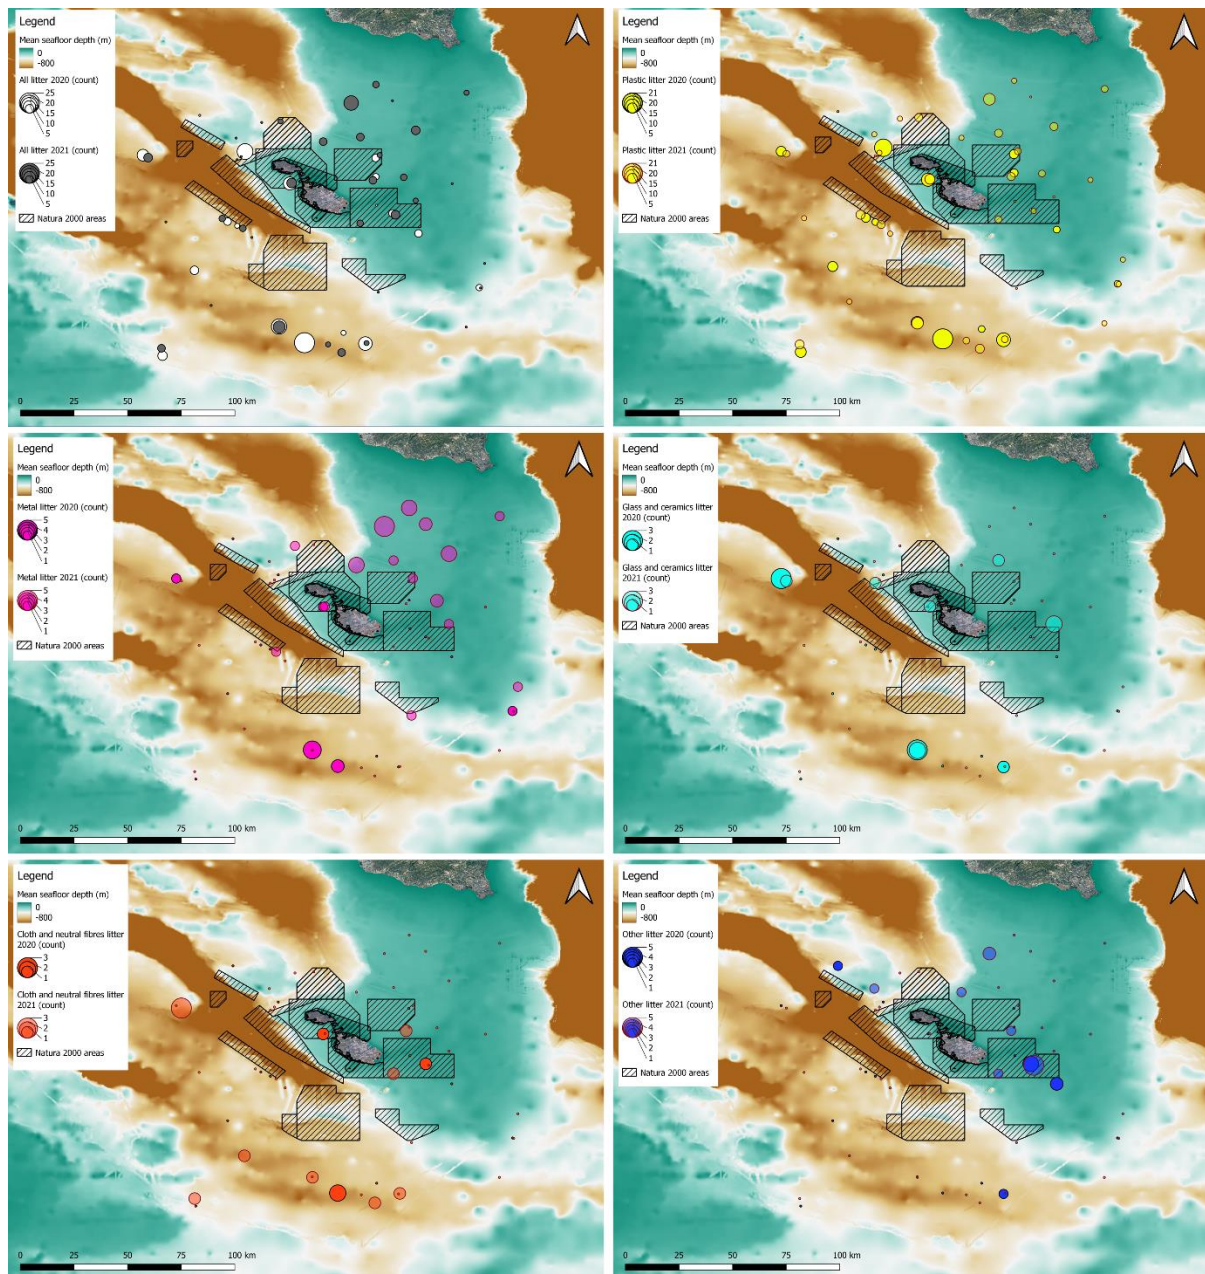 Legend
Mean seafloor depth (m)
0
-800
All litter 2020 (count)
25
20
15
10
5
All litter 2021 (count)
25
20
15
10
5
Natura 2000 areas
0 25 50 75 100 km
Legend
Mean seafloor depth (m)
0
-800
Plastic litter 2020 (count)
21
20
15
10
5
Plastic litter 2021 (count)
21
20
15
10
5
Natura 2000 areas
0 25 50 75 100 km
Legend
Mean seafloor depth (m)
0
-800
Metal litter 2020 (count)
5
4
3
2
1
Metal litter 2021 (count)
5
4
3
2
1
Natura 2000 areas
0 25 50 75 100 km
Legend
Mean seafloor depth (m)
0
-800
Glass and ceramics litter
2020 (count)
3
2
1
Glass and ceramics litter
2021 (count)
3
2
1
Natura 2000 areas
0 25 50 75 100 km
Legend
Mean seafloor depth (m)
0
-800
Cloth and neutral fibres litter
2020 (count)
3
2
1
Cloth and neutral fibres litter
2021 (count)
3
2
1
Natura 2000 areas
0 25 50 75 100 km
Legend
Mean seafloor depth (m)
0
-800
Other litter 2020 (count)
5
4
3
2
1
Other litter 2021 (count)
5
4
3
2
1
Natura 2000 areas
0 25 50 75 100 km